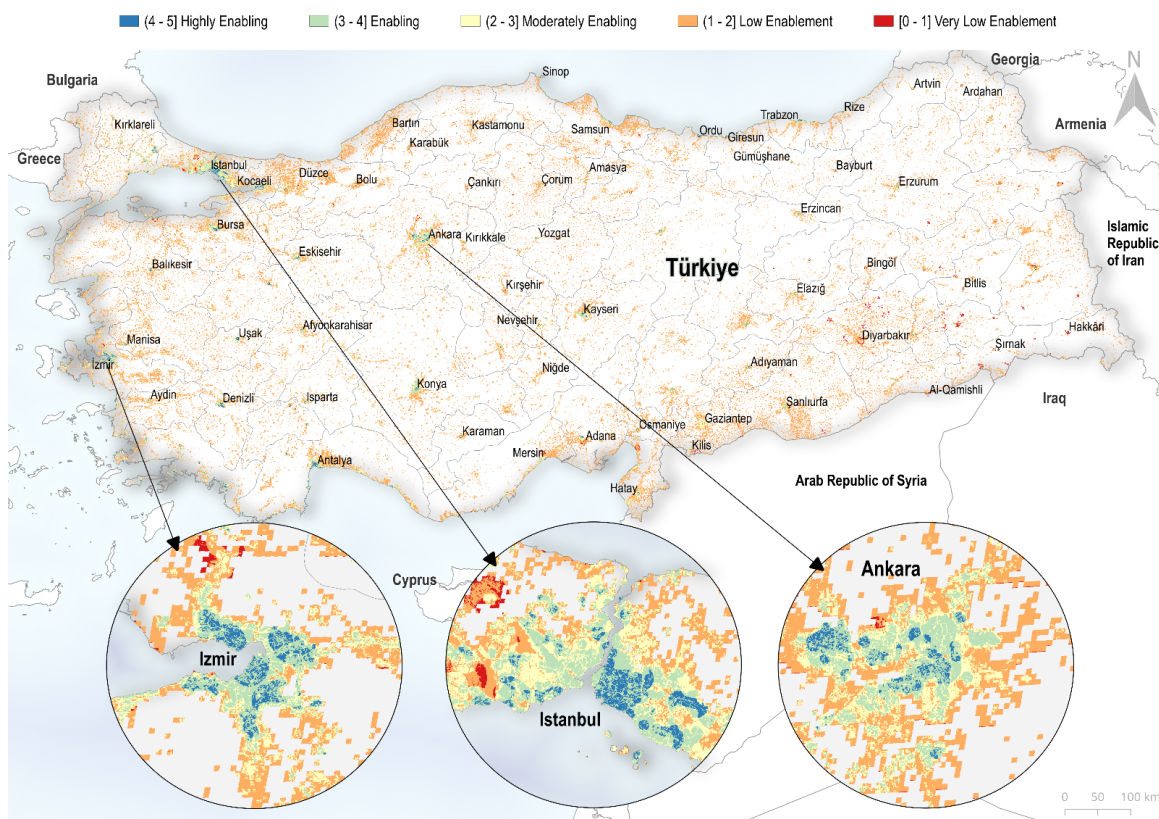 (4 - 5) Highly Enabling
(3 - 4) Enabling
(2 - 3) Moderately Enabling
(1 - 2) Low Enablement
[0 - 1] Very Low Enablement
Georgia
N
Bulgaria
Sinop
Artvin
Ardahan
Rize
Trabzon
Kırklareli
Bartın
Kastamonu
Samsun
Ordu
Giresun
Armenia
Greece
Karabük
Gümüşhane
Istanbul
Kocaeli
Düzce
Bolu
Amasya
Bayburt
Çankırı
Çorum
Erzurum
Erzincan
Bursa
Ankara
Kırıkkale
Yozgat
Islamic
Republic
of Iran
Eskisehir
Balıkesir
Türkiye
Bingöl
Kırşehir
Elazığ
Bitlis
Nevşehir
Kayseri
Afyonkarahisar
Uşak
Manisa
Diyarbakır
Hakkâri
Şırnak
Izmir
Niğde
Adıyaman
Konya
Aydin
Denizli
Isparta
Al-Qamishli
Iraq
Şanlıurfa
Gaziantep
Osmaniye
Karaman
Adana
Kilis
Mersin
Antalya
Hatay
Arab Republic of Syria
Cyprus
Ankara
Izmir
Istanbul
0 50 100 km